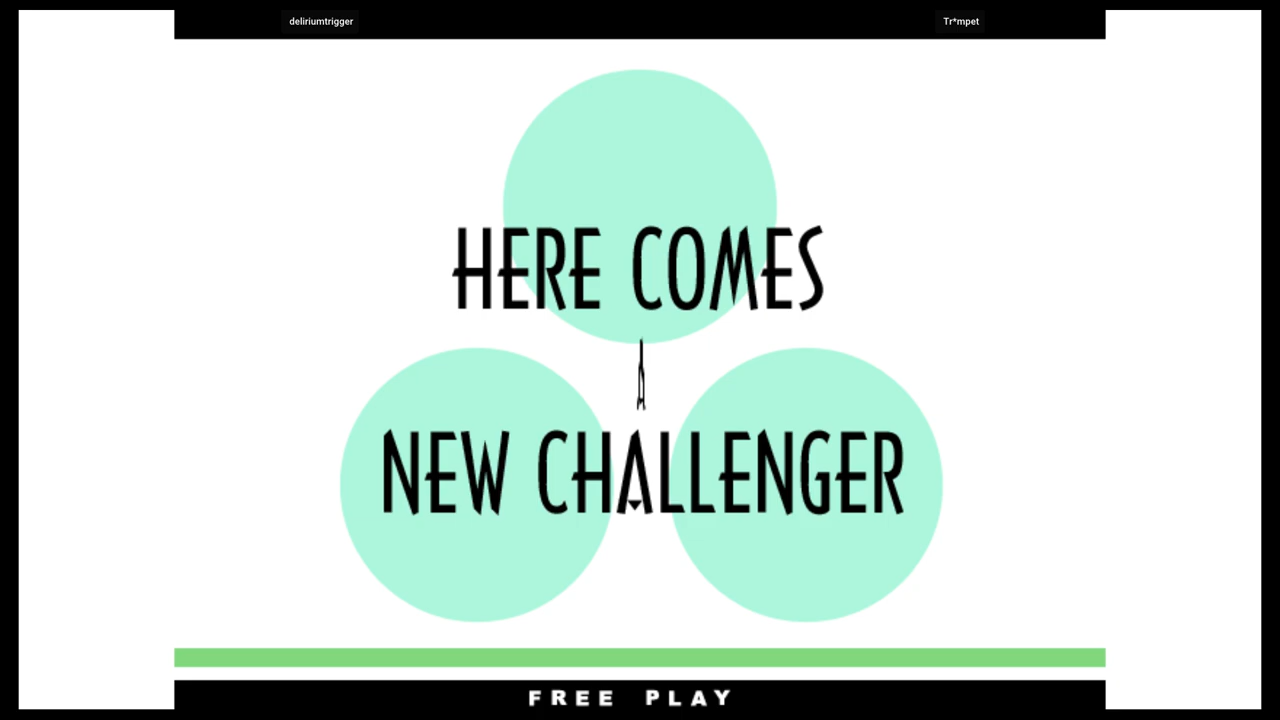 deliriumtrigger
Tr*mpet
HERE COMES
A
NEW CHALLENGER
FREE PLAY